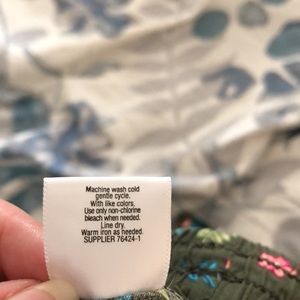 Machine wash cold
gentle cycle.
With like colors.
Use only non-chlorine
bleach when needed.
Line dry.
Warm iron as needed.
SUPPLIER 76424-1